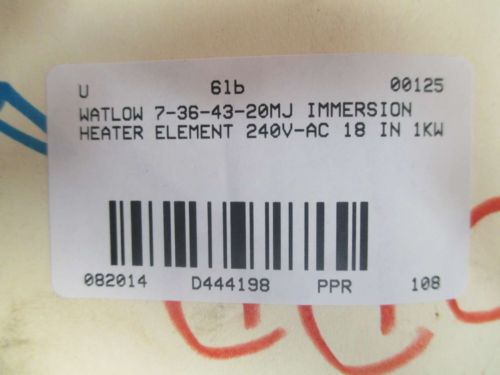 U 61b 00125
WATLOW 7-36-43-20MJ IMMERSION
HEATER ELEMENT 240V-AC 18 IN 1KW
082014 D444198 PPR 108